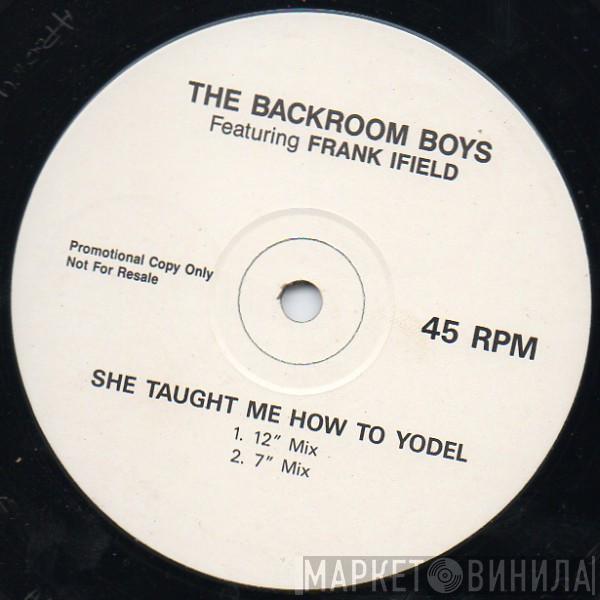 THE BACKROOM BOYS
Featuring FRANK IFIELD
Promotional Copy Only
Not For Resale
45 RPM
SHE TAUGHT ME HOW TO YODEL
1. 12" Mix
2. 7" Mix
МАРКЕТ ВИНИЛА